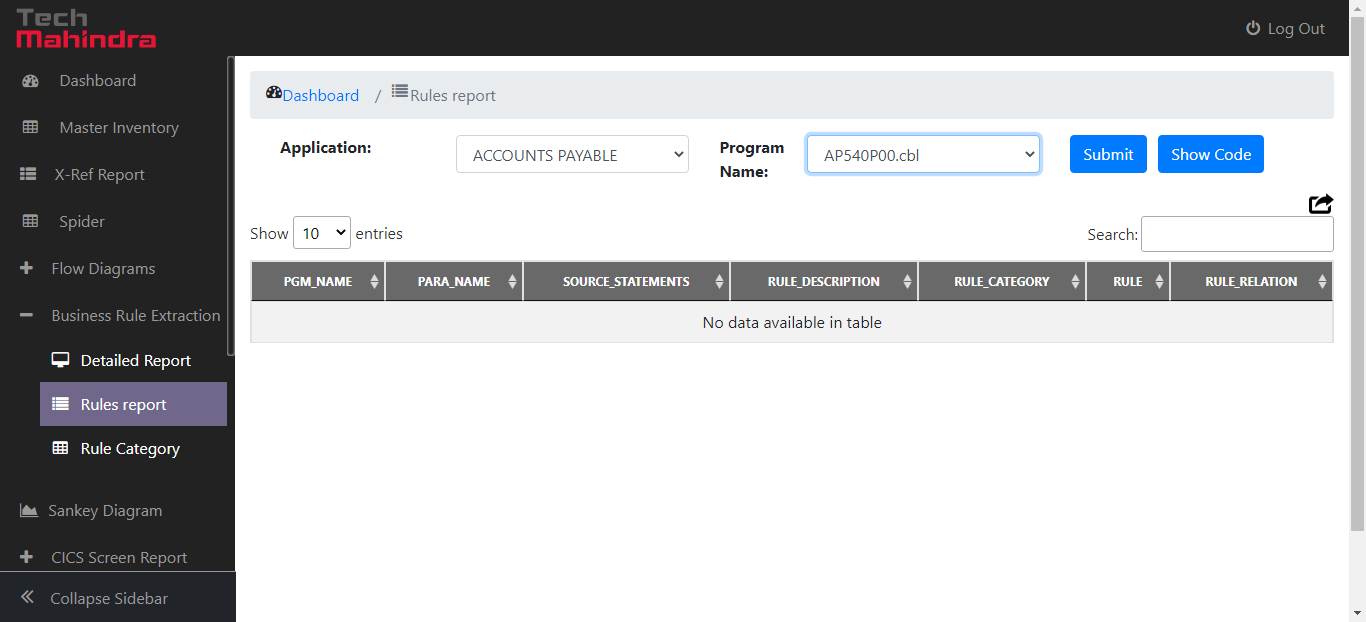 Tech
Mahindra
Log Out
Dashboard
Master Inventory
X-Ref Report
Spider
Flow Diagrams
Business Rule Extraction
Detailed Report
Rules report
Rule Category
Sankey Diagram
CICS Screen Report
Collapse Sidebar
Dashboard / Rules report
Application: ACCOUNTS PAYABLE Program Name: AP540P00.cbl Submit Show Code
Show 10 entries Search:
PGM_NAME PARA_NAME SOURCE_STATEMENTS RULE_DESCRIPTION RULE_CATEGORY RULE RULE_RELATION
No data available in table